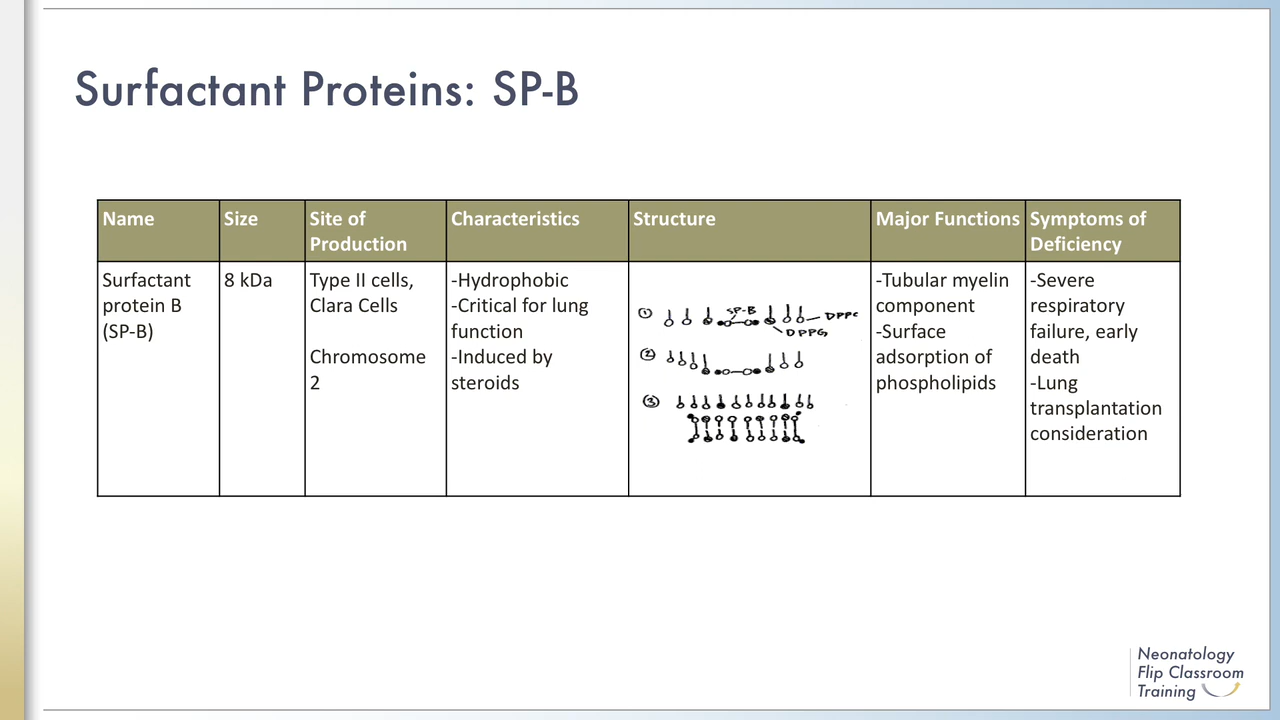 Surfactant Proteins: SP-B
Name
Size
Site of
Production
Characteristics
Structure
Major Functions
Symptoms of
Deficiency
Surfactant
protein B
(SP-B)
8 kDa
Type II cells,
Clara Cells
Chromosome
2
-Hydrophobic
-Critical for lung
function
-Induced by
steroids
1
SP-B
DPPC
DPPG
2
3
-Tubular myelin
component
-Surface
adsorption of
phospholipids
-Severe
respiratory
failure, early
death
-Lung
transplantation
consideration
Neonatology
Flip Classroom
Training